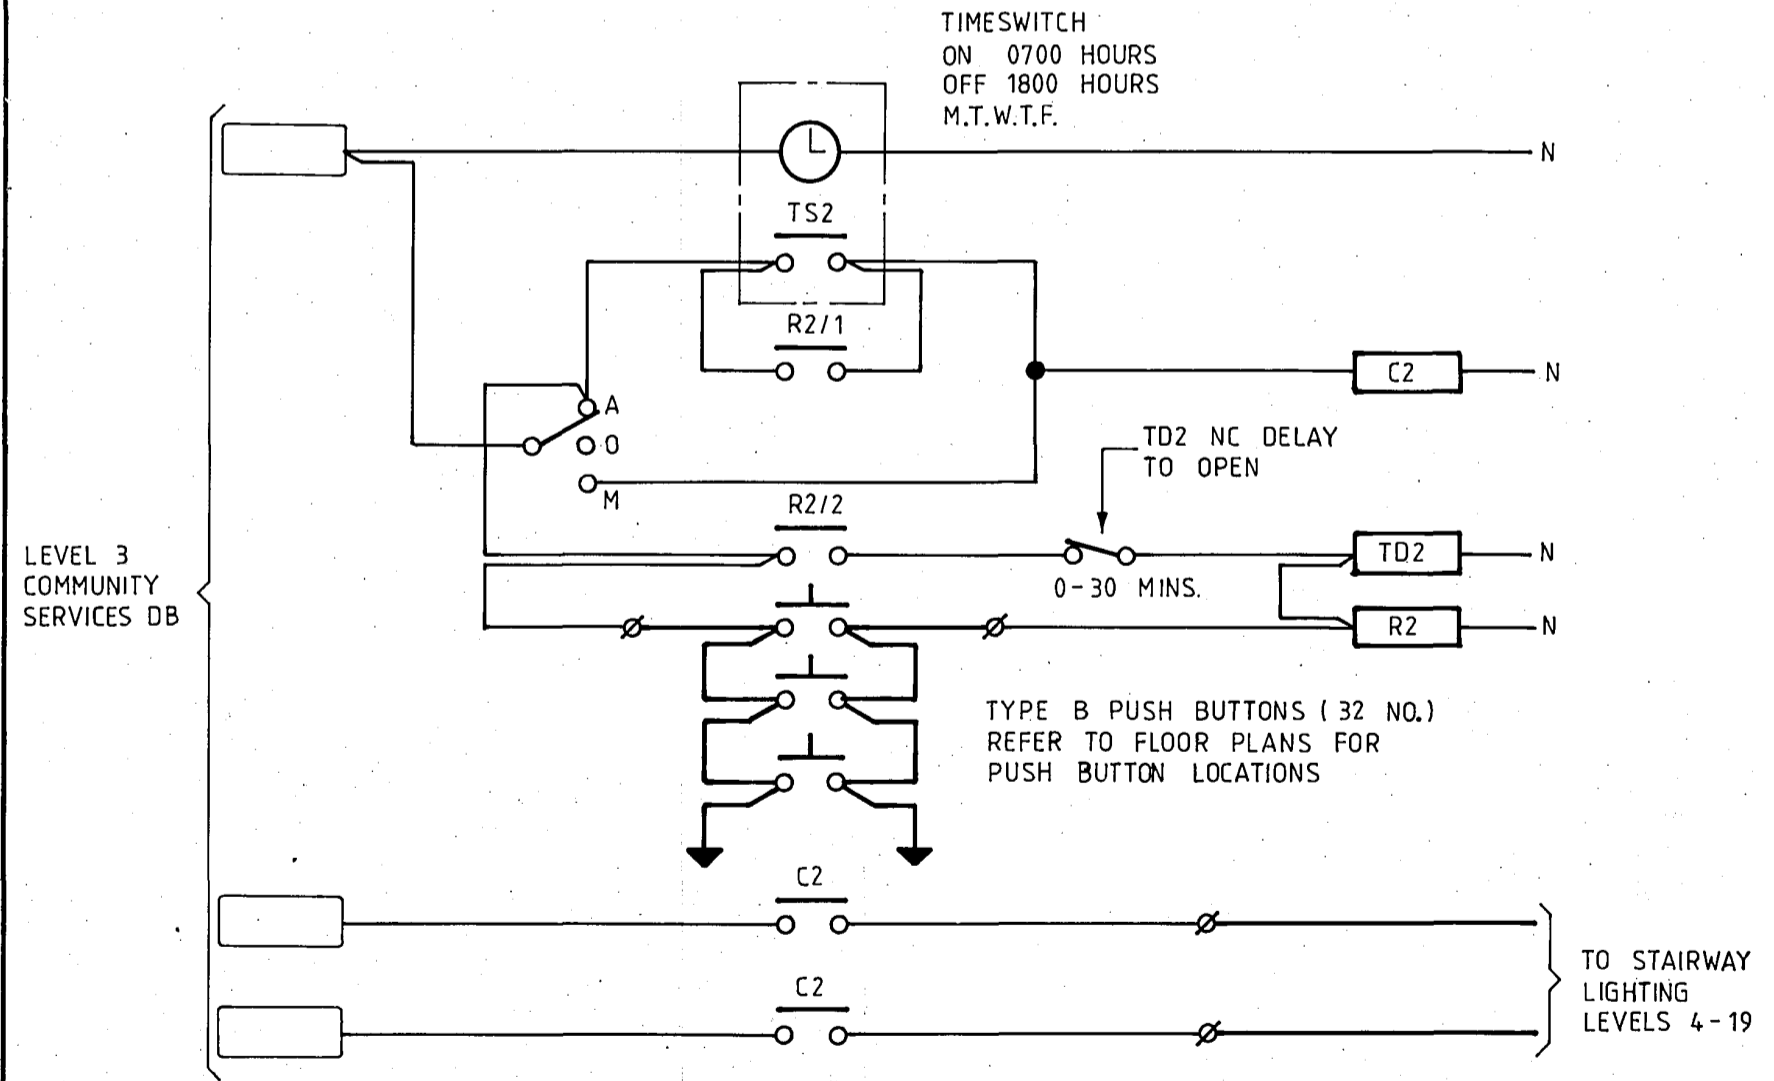 TIMESWITCH
ON 0700 HOURS
OFF 1800 HOURS
M.T.W.T.F.
N
TS2
R2/1
C2
N
A
O
M
TD2 NC DELAY
TO OPEN
R2/2
LEVEL 3
COMMUNITY
SERVICES DB
TD2
N
0-30 MINS.
R2
N
TYPE B PUSH BUTTONS (32 NO.)
REFER TO FLOOR PLANS FOR
PUSH BUTTON LOCATIONS
C2
C2
TO STAIRWAY
LIGHTING
LEVELS 4-19